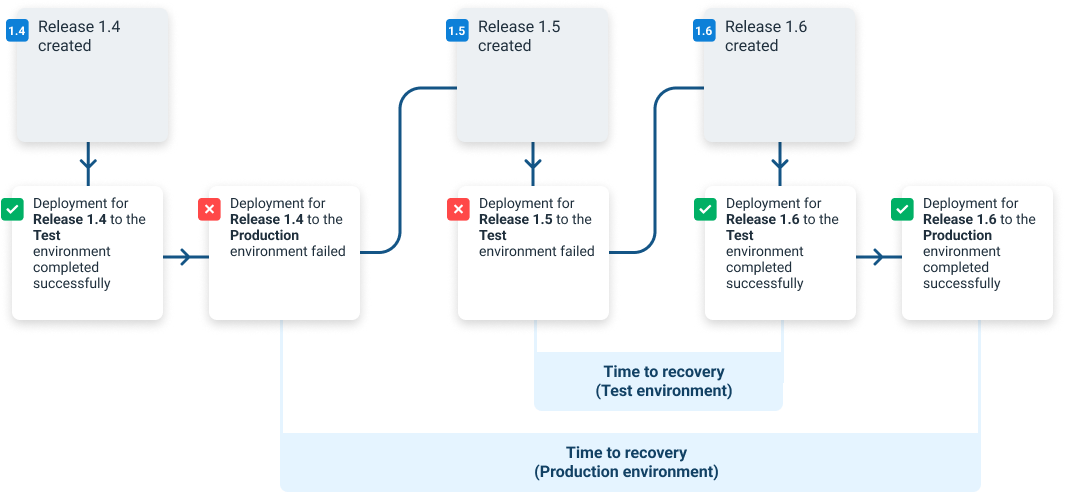 1.4
Release 1.4
created
1.5
Release 1.5
created
1.6
Release 1.6
created
Deployment for
Release 1.4 to the
Test
environment
completed
successfully
Deployment for
Release 1.4 to the
Production
environment failed
Deployment for
Release 1.5 to the
Test
environment failed
Deployment for
Release 1.6 to the
Test
environment
completed
successfully
Deployment for
Release 1.6 to the
Production
environment
completed
successfully
Time to recovery
(Test environment)
Time to recovery
(Production environment)